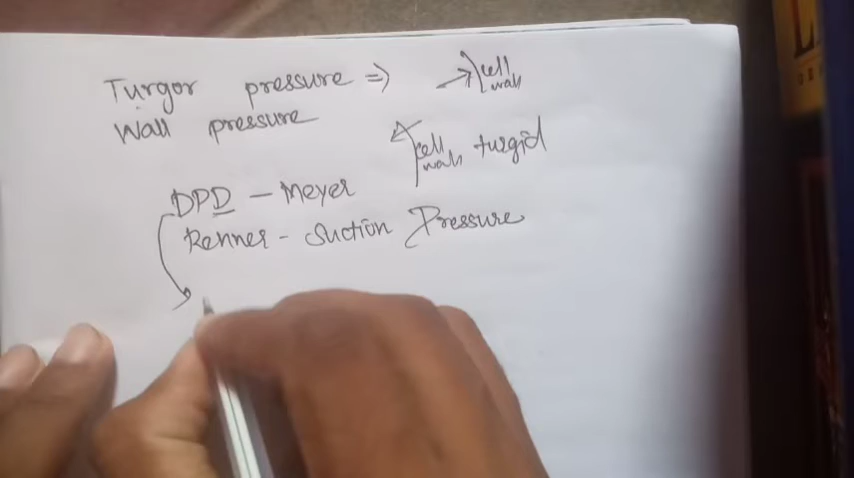 Turgor pressure ⇒ → cell wall
Wall pressure
cell wall turgid
DPD - Meyer
Renner - Suction Pressure